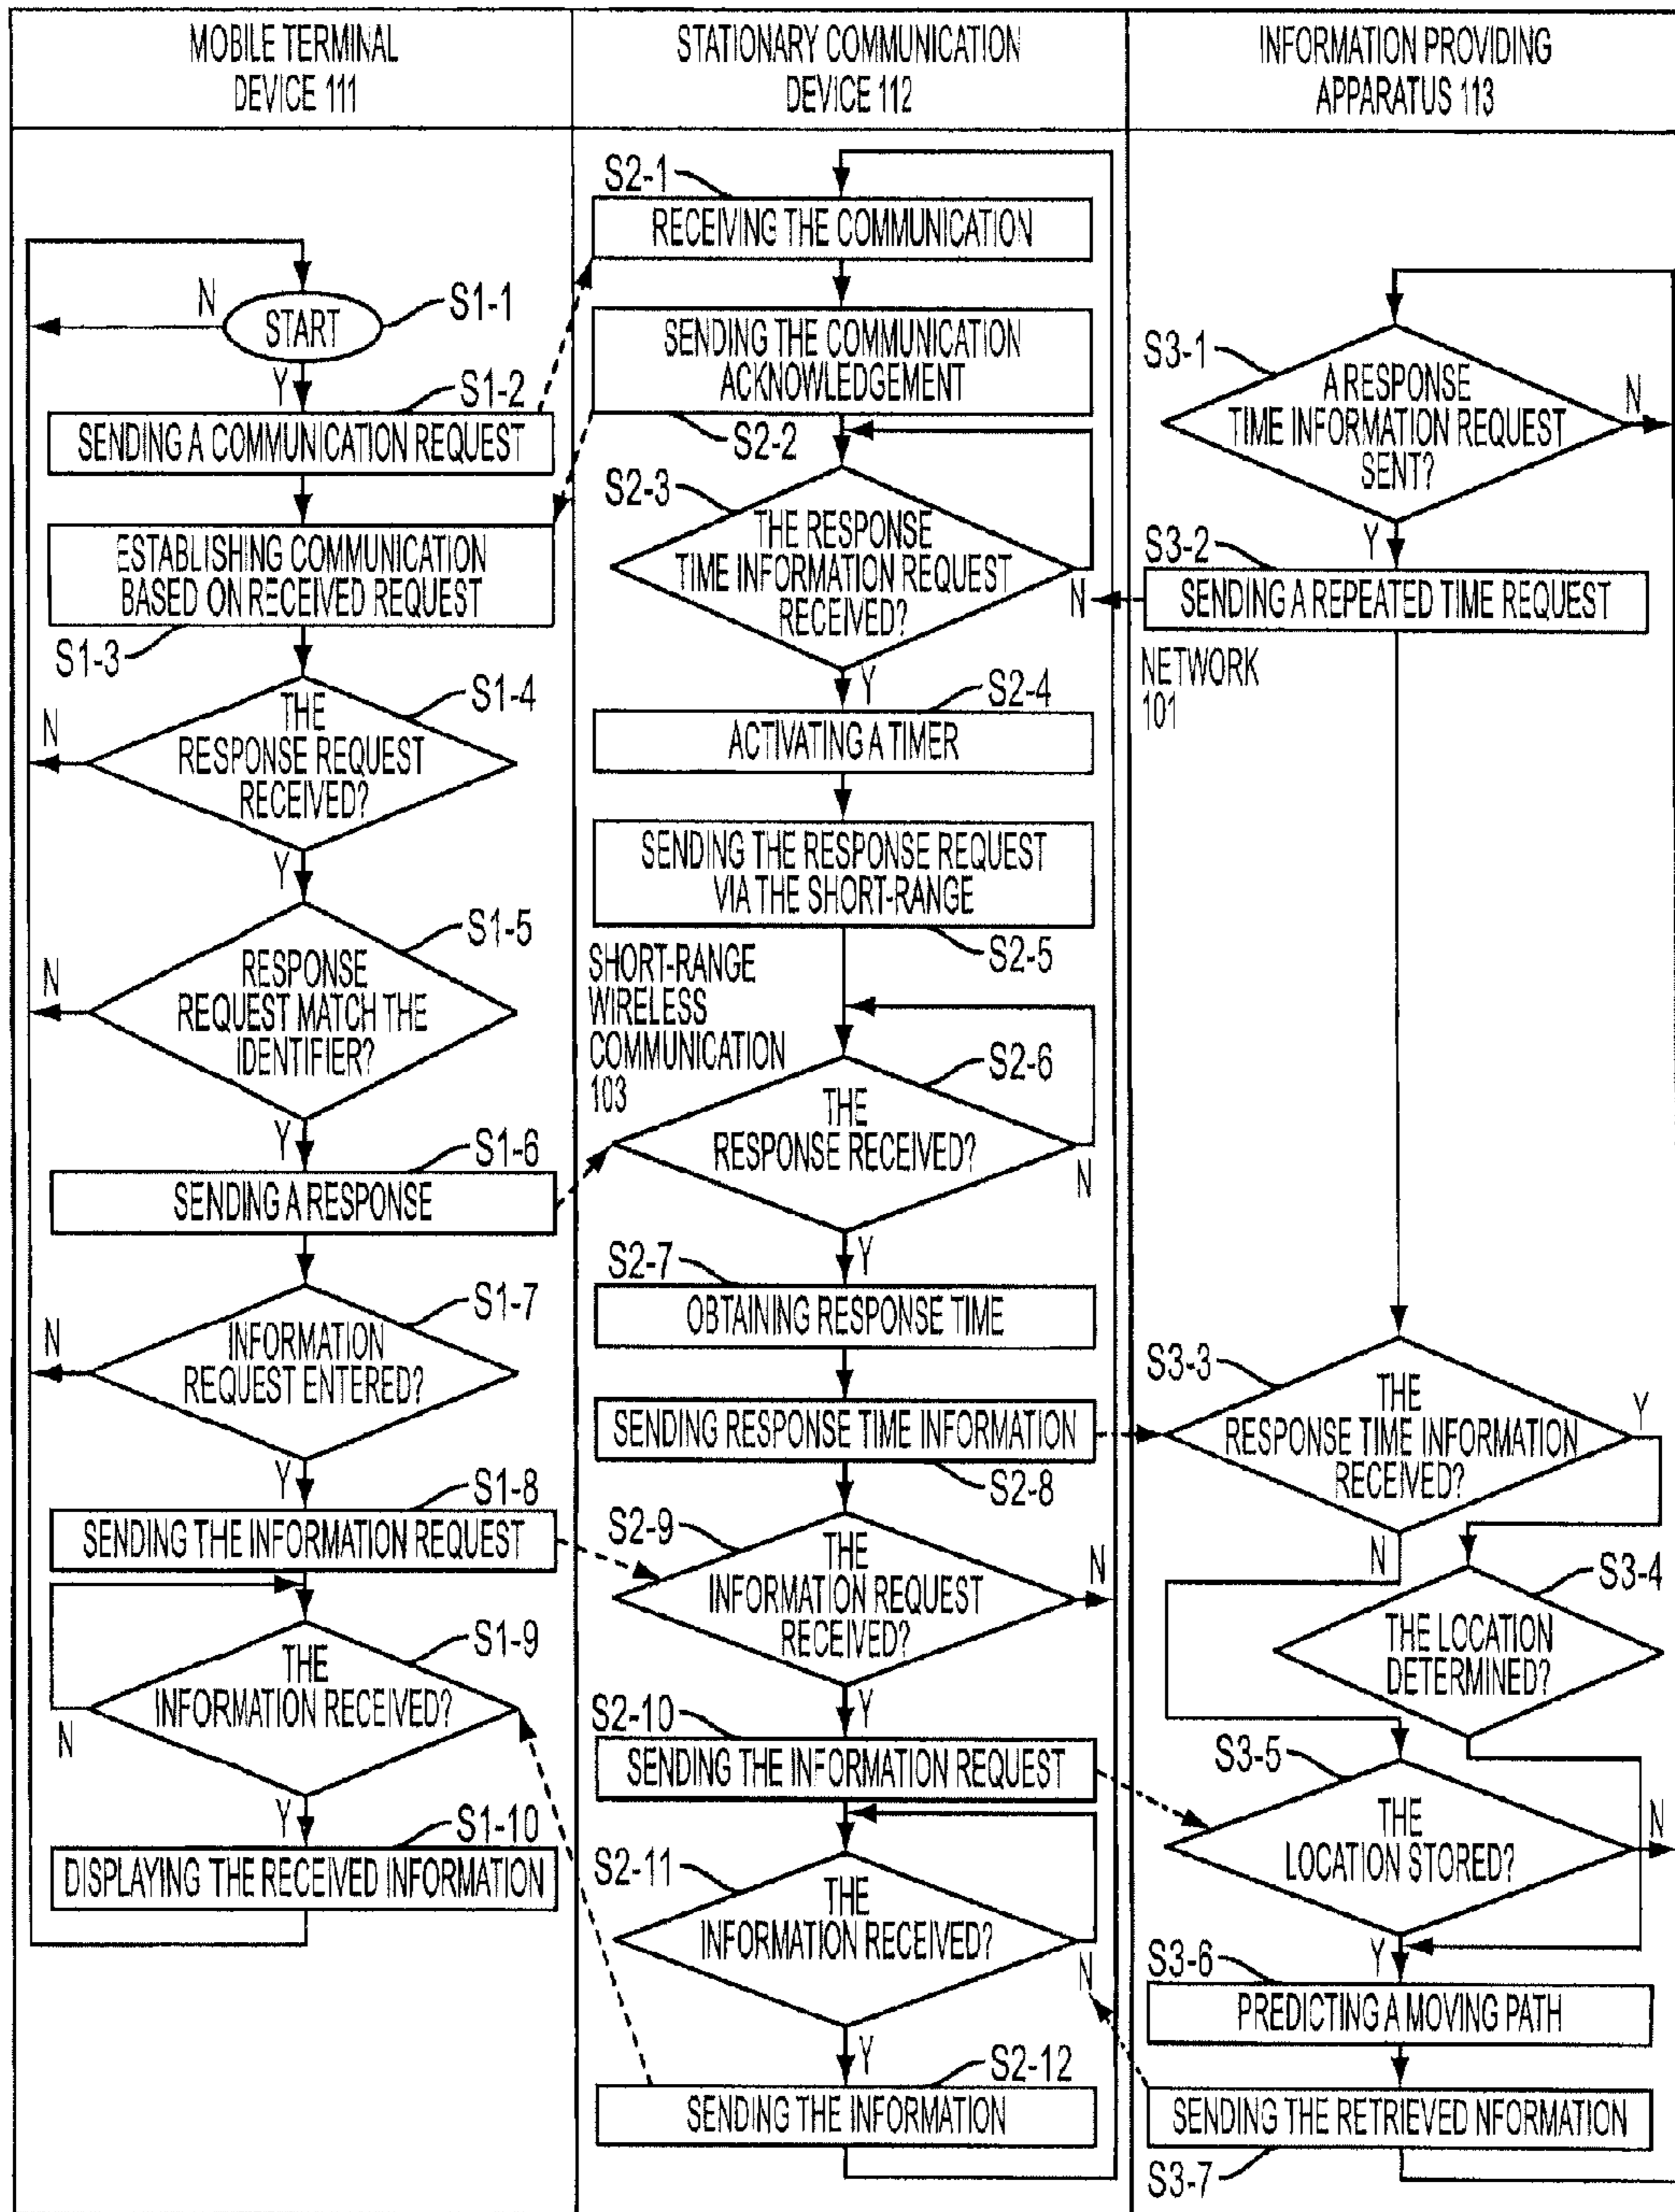 MOBILE TERMINAL
DEVICE 111
STATIONARY COMMUNICATION
DEVICE 112
INFORMATION PROVIDING
APPARATUS 113
START
N
S1-1
Y
S1-2
SENDING A COMMUNICATION REQUEST
ESTABLISHING COMMUNICATION
BASED ON RECEIVED REQUEST
S1-3
S1-4
THE
RESPONSE REQUEST
RECEIVED?
N
Y
S1-5
RESPONSE
REQUEST MATCH THE
IDENTIFIER?
N
Y
S1-6
SENDING A RESPONSE
S1-7
INFORMATION
REQUEST ENTERED?
N
Y
S1-8
SENDING THE INFORMATION REQUEST
S1-9
THE
INFORMATION RECEIVED?
N
Y
S1-10
DISPLAYING THE RECEIVED INFORMATION
S2-1
RECEIVING THE COMMUNICATION
SENDING THE COMMUNICATION
ACKNOWLEDGEMENT
S2-2
S2-3
THE RESPONSE
TIME INFORMATION REQUEST
RECEIVED?
N
Y
S2-4
ACTIVATING A TIMER
SENDING THE RESPONSE REQUEST
VIA THE SHORT-RANGE
S2-5
SHORT-RANGE
WIRELESS
COMMUNICATION
103
S2-6
THE
RESPONSE RECEIVED?
N
Y
S2-7
OBTAINING RESPONSE TIME
SENDING RESPONSE TIME INFORMATION
S2-8
S2-9
THE
INFORMATION REQUEST
RECEIVED?
N
Y
S2-10
SENDING THE INFORMATION REQUEST
S2-11
THE
INFORMATION RECEIVED?
N
Y
S2-12
SENDING THE INFORMATION
S3-1
A RESPONSE
TIME INFORMATION REQUEST
SENT?
N
Y
S3-2
SENDING A REPEATED TIME REQUEST
NETWORK
101
S3-3
THE
RESPONSE TIME INFORMATION
RECEIVED?
Y
N
S3-4
THE LOCATION
DETERMINED?
S3-5
THE
LOCATION STORED?
N
Y
S3-6
PREDICTING A MOVING PATH
SENDING THE RETRIEVED NFORMATION
S3-7